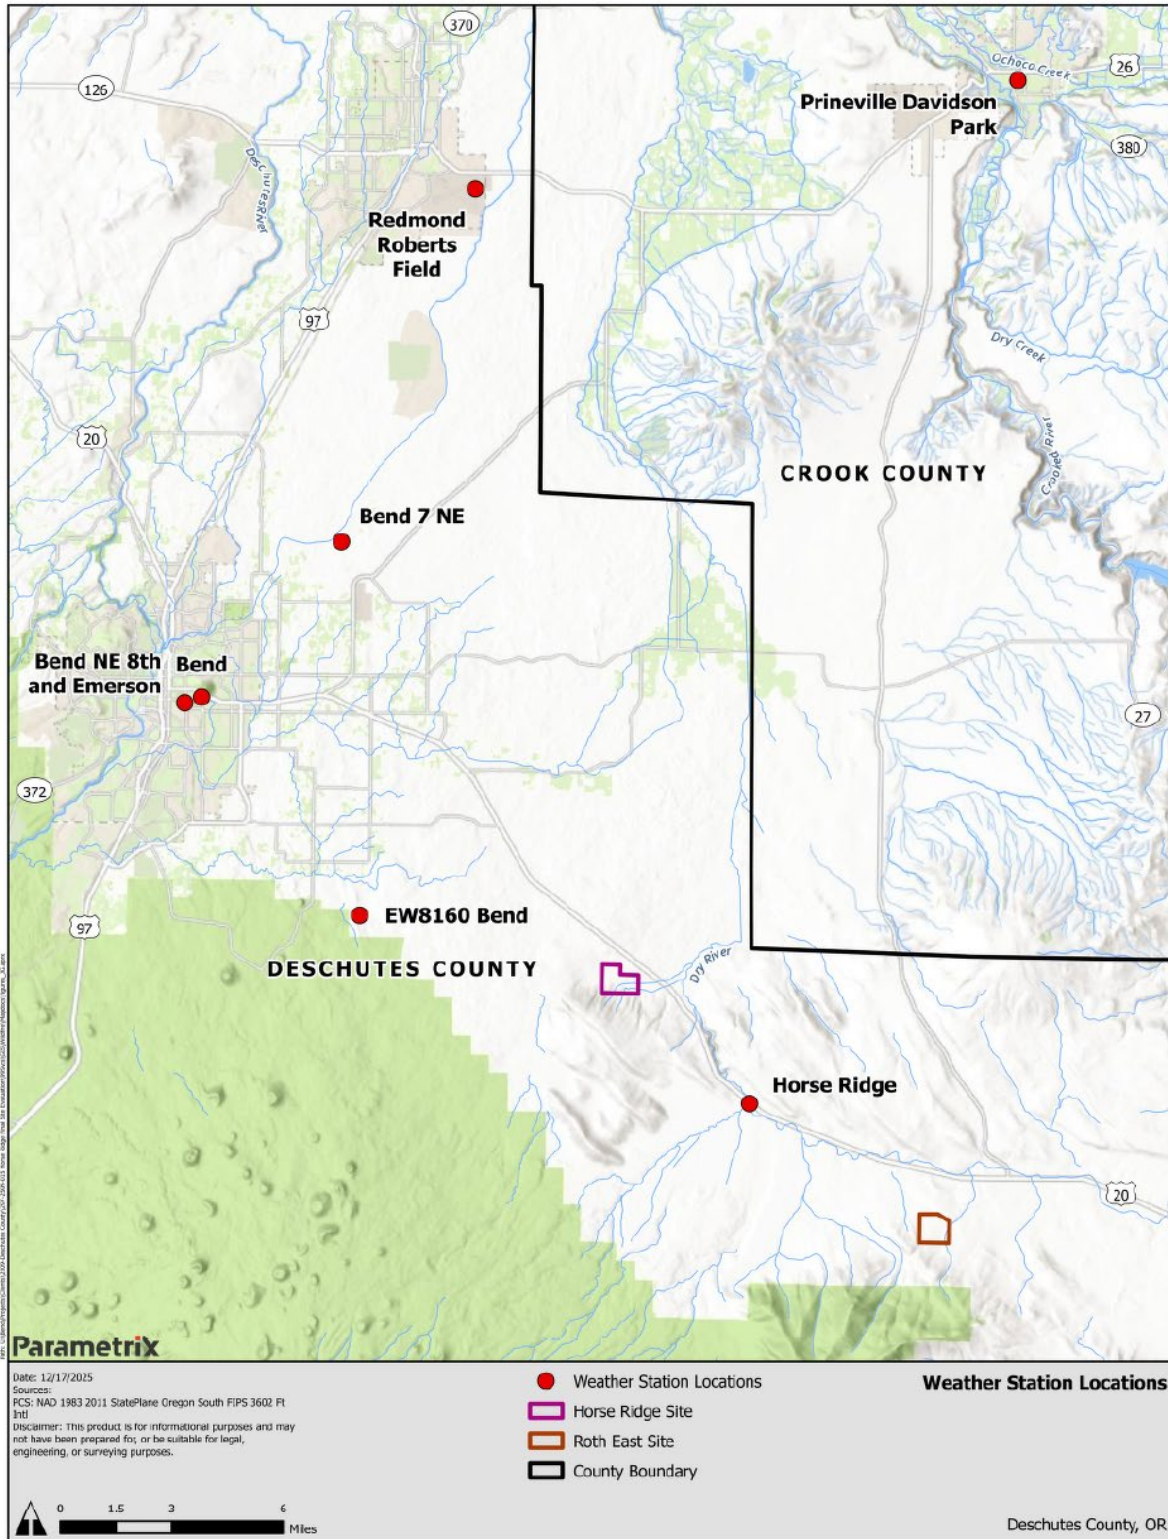 370
126
Ochoco Creek
26
Prineville Davidson
Park
380
Deschutes River
Redmond
Roberts
Field
97
Dry Creek
20
Crooked River
CROOK COUNTY
Bend 7 NE
Bend NE 8th
and Emerson
Bend
27
372
EW8160 Bend
97
DESCHUTES COUNTY
Dry River
Horse Ridge
20
Parametrix
Date: 12/17/2025
Sources:
PCS: NAD 1983 2011 StatePlane Oregon South FIPS 3602 Ft
Intl
Disclaimer: This product is for informational purposes and may
not have been prepared for, or be suitable for legal,
engineering, or surveying purposes.
0 1.5 3 6
Miles
Weather Station Locations
Horse Ridge Site
Roth East Site
County Boundary
Weather Station Locations
Deschutes County, OR